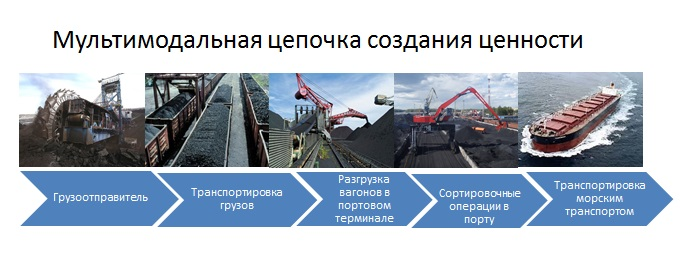 Мультимодальная цепочка создания ценности
Грузоотправитель
Транспортировка
грузов
Разгрузка
вагонов в
портовом
терминале
Сортировочные
операции в
порту
Транспортировка
морским
транспортом